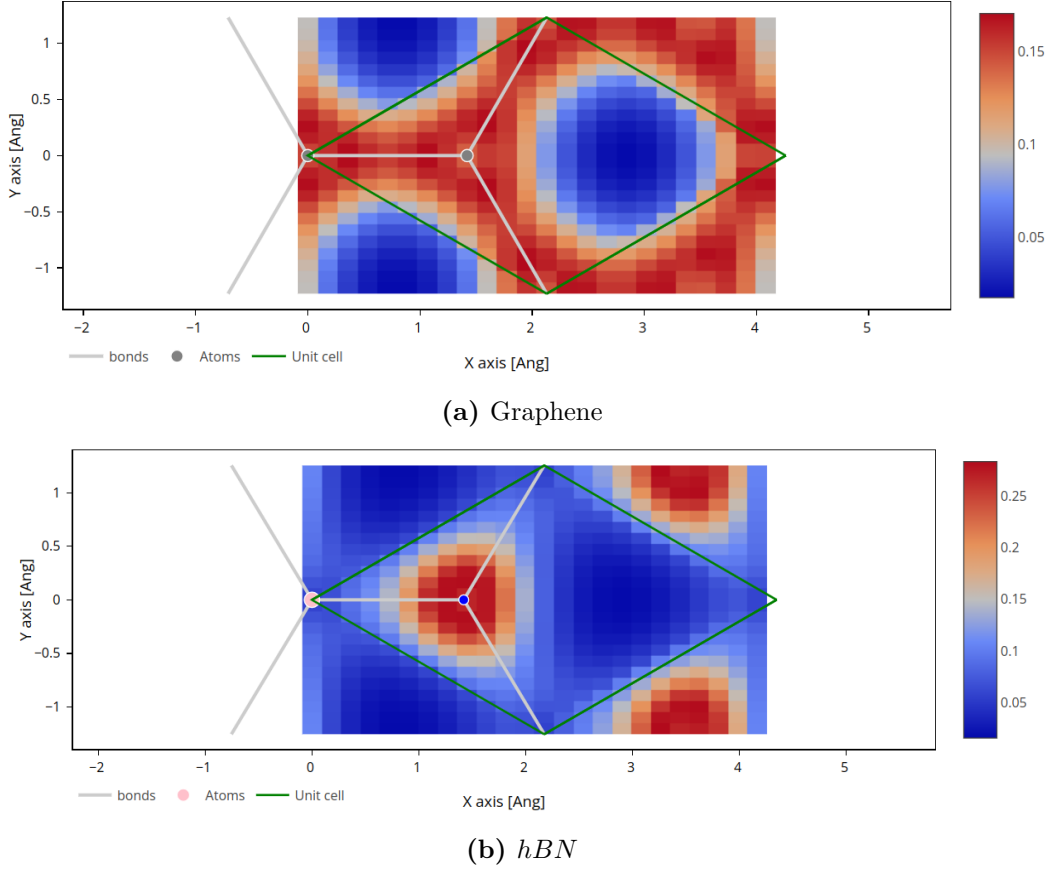 1
0.5
0
−0.5
−1
Y axis [Ang]
−2 −1 0 1 2 3 4 5
X axis [Ang]
bonds Atoms Unit cell
0.15
0.1
0.05
(a) Graphene
1
0.5
0
−0.5
−1
Y axis [Ang]
−2 −1 0 1 2 3 4 5
X axis [Ang]
bonds Atoms Unit cell
0.25
0.2
0.15
0.1
0.05
(b) hBN